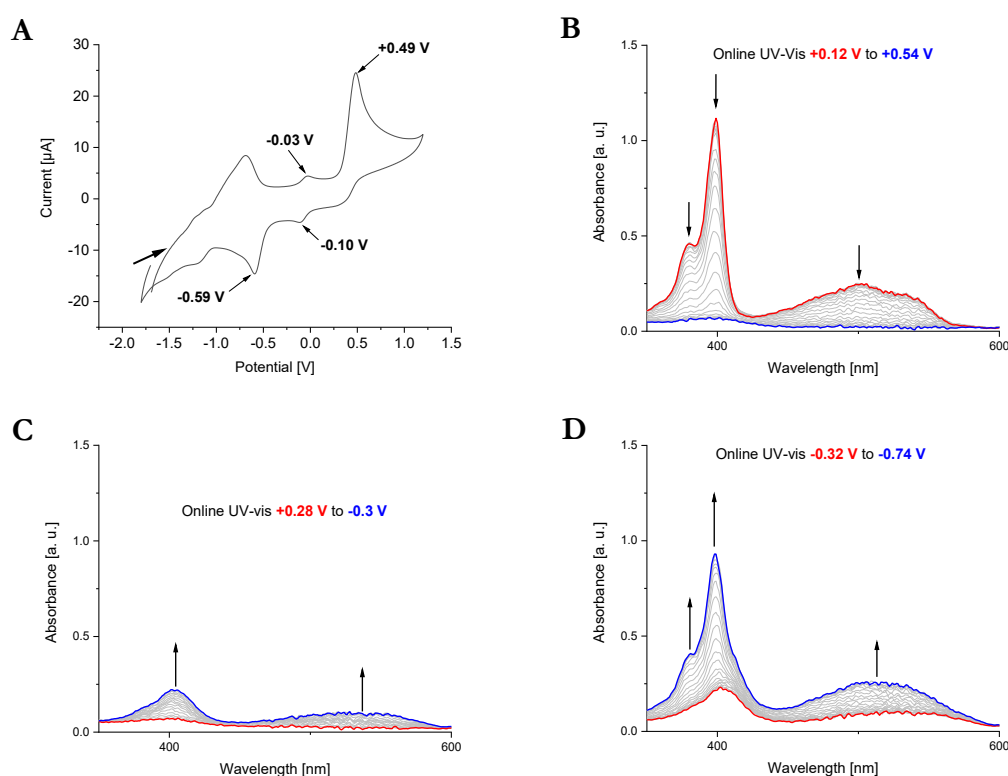 A
+0.49 V
-0.03 V
-0.10 V
-0.59 V
Current [µA]
30
20
10
0
-10
-20
-2.0 -1.5 -1.0 -0.5 0.0 0.5 1.0 1.5
Potential [V]
B
Online UV-Vis +0.12 V to +0.54 V
Absorbance [a. u.]
1.5
1.0
0.5
0.0
400 600
Wavelength [nm]
C
Online UV-vis +0.28 V to -0.3 V
Absorbance [a. u.]
1.5
1.0
0.5
0.0
400 600
Wavelength [nm]
D
Online UV-vis -0.32 V to -0.74 V
Absorbance [a. u.]
1.5
1.0
0.5
0.0
400 600
Wavelength [nm]